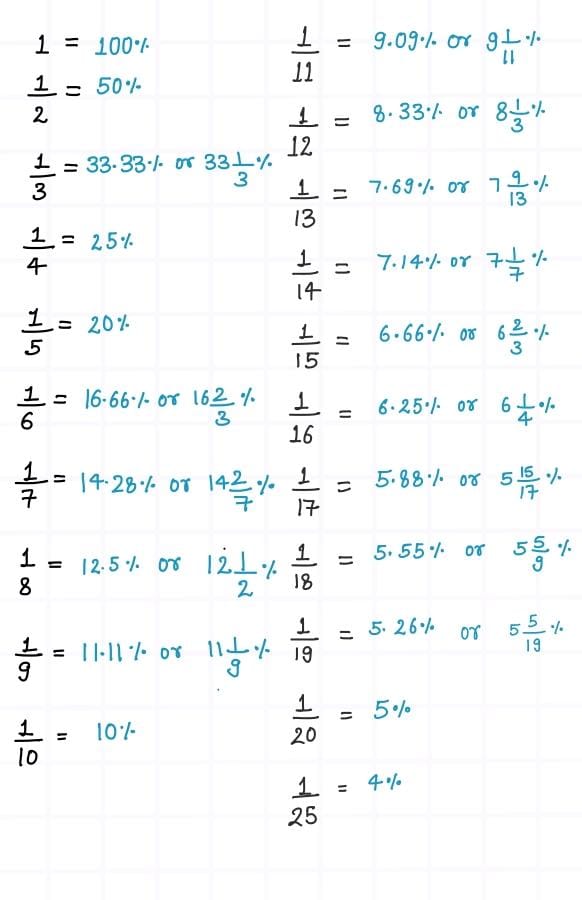 1 = 100%
1/2 = 50%
1/3 = 33.33% or 33 1/3 %
1/4 = 25%
1/5 = 20%
1/6 = 16.66% or 16 2/3 %
1/7 = 14.28% or 14 2/7 %
1/8 = 12.5% or 12 1/2 %
1/9 = 11.11% or 11 1/9 %
1/10 = 10%
1/11 = 9.09% or 9 1/11 %
1/12 = 8.33% or 8 1/3 %
1/13 = 7.69% or 7 9/13 %
1/14 = 7.14% or 7 1/7 %
1/15 = 6.66% or 6 2/3 %
1/16 = 6.25% or 6 1/4 %
1/17 = 5.88% or 5 15/17 %
1/18 = 5.55% or 5 5/9 %
1/19 = 5.26% or 5 5/19 %
1/20 = 5%
1/25 = 4%